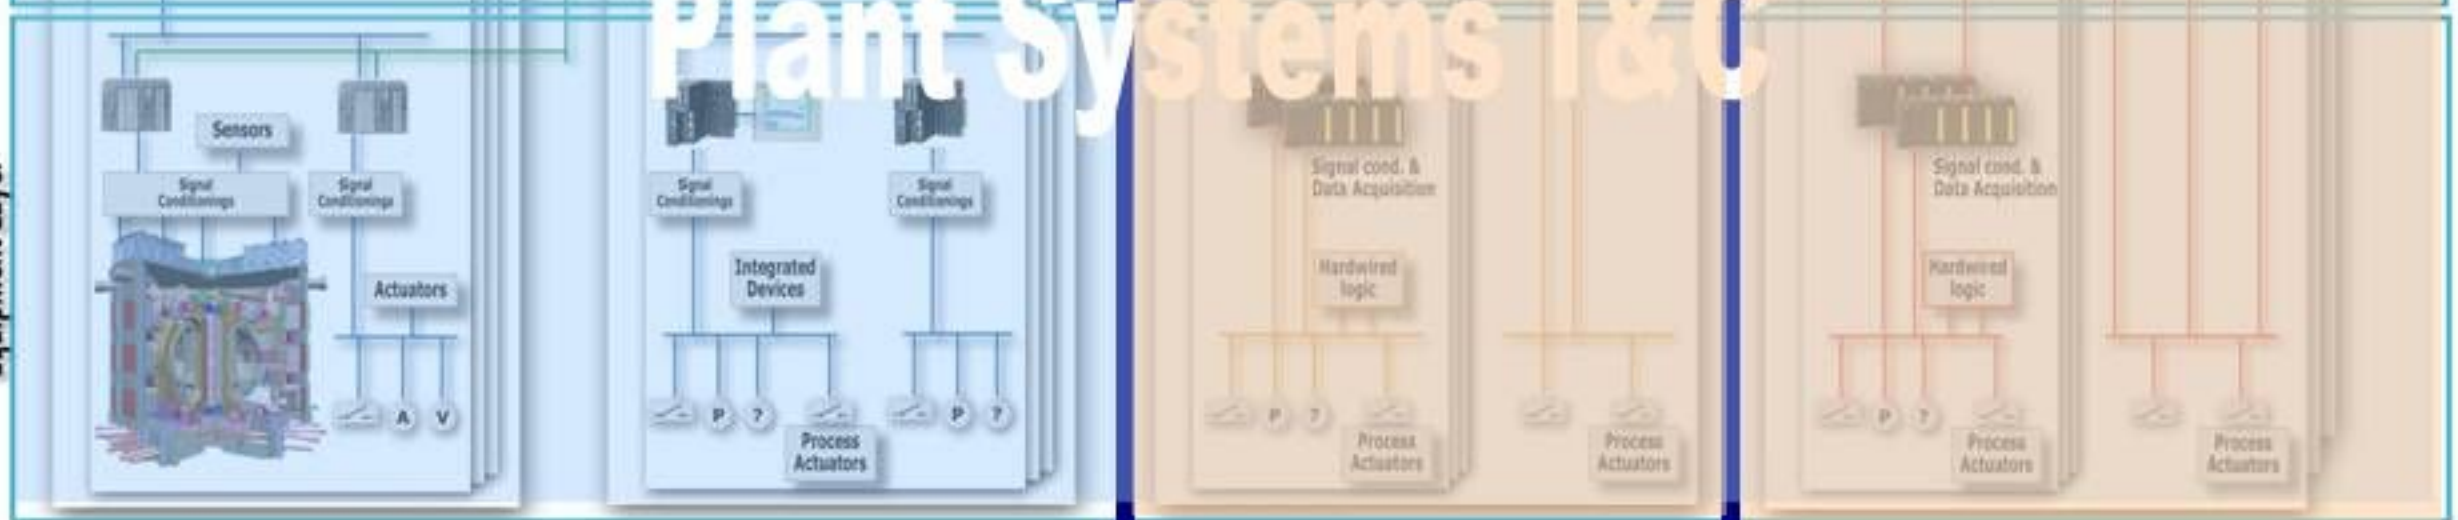 Plant Systems I&C
Sensors
Signal
Conditionings
Signal
Conditionings
Actuators
A V
Signal
Conditionings
Signal
Conditionings
Integrated
Devices
P ?
P ?
Process
Actuators
Signal cond. &
Data Acquisition
Hardwired
logic
P ?
Process
Actuators
Process
Actuators
Signal cond. &
Data Acquisition
Hardwired
logic
P ?
Process
Actuators
Process
Actuators